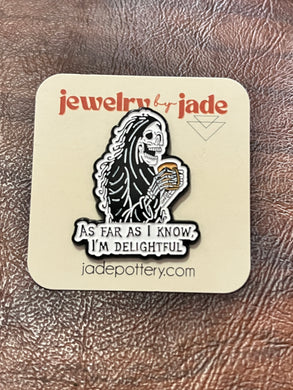 jewelry by jade
AS FAR AS I KNOW,
I'M DELIGHTFUL
jadepottery.com